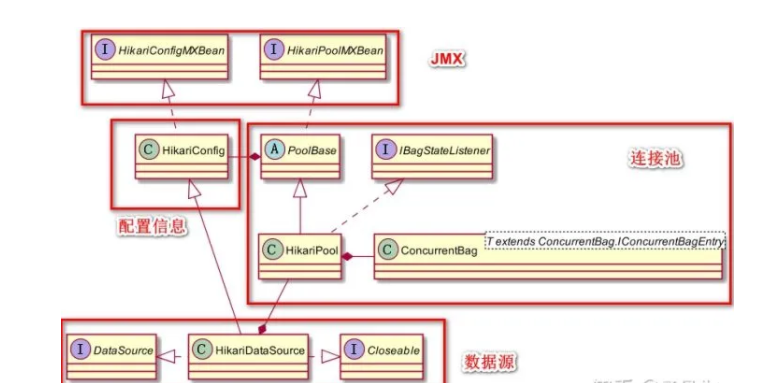 I HikariConfigMXBean
I HikariPoolMXBean
JMX
C HikariConfig
A PoolBase
I IBagStateListener
连接池
配置信息
C HikariPool
C ConcurrentBag
T extends ConcurrentBag.IConcurrentBagEntry
I DataSource
C HikariDataSource
I Closeable
数据源